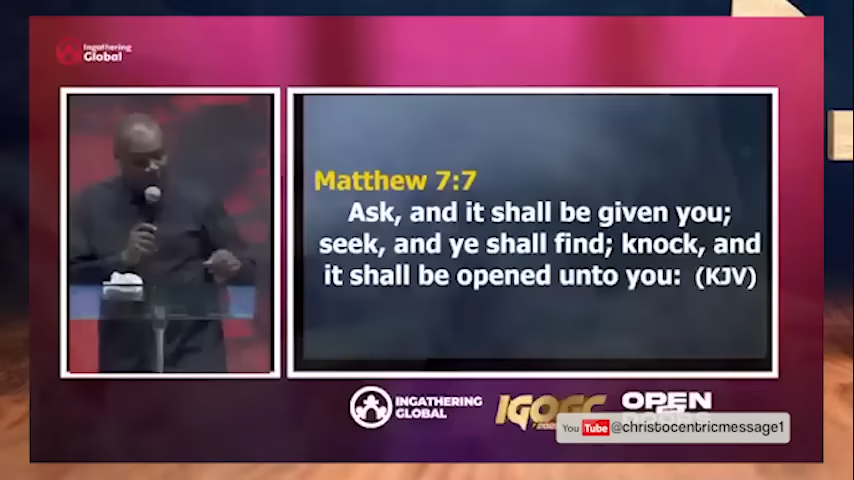 Ingathering
Global
Matthew 7:7
Ask, and it shall be given you;
seek, and ye shall find; knock, and
it shall be opened unto you: (KJV)
INGATHERING
GLOBAL
IGOGC
OPEN
You Tube @christocentricmessage1